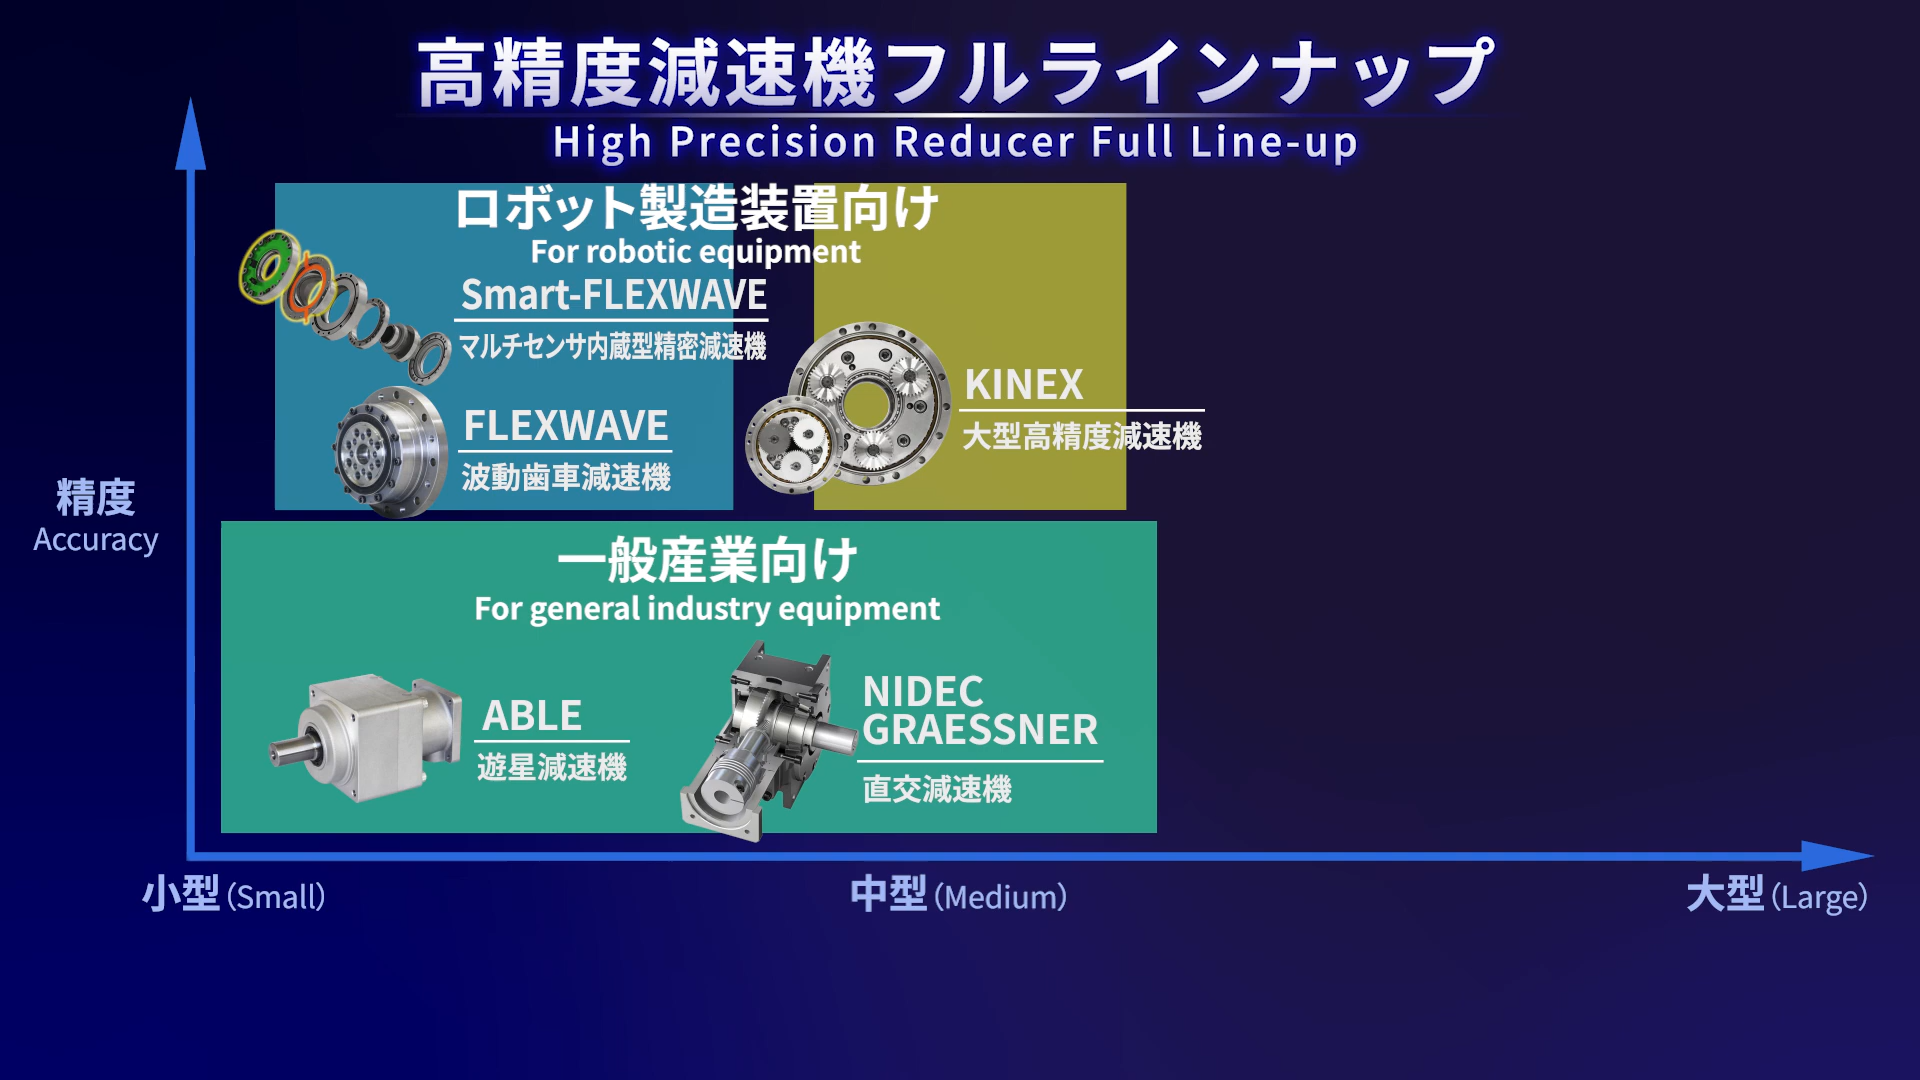 高精度減速機フルラインナップ
High Precision Reducer Full Line-up
ロボット製造装置向け
For robotic equipment
Smart-FLEXWAVE
マルチセンサ内蔵型精密減速機
FLEXWAVE
波動歯車減速機
KINEX
大型高精度減速機
精度
Accuracy
一般産業向け
For general industry equipment
ABLE
遊星減速機
NIDEC
GRAESSNER
直交減速機
小型（Small）
中型（Medium）
大型（Large）